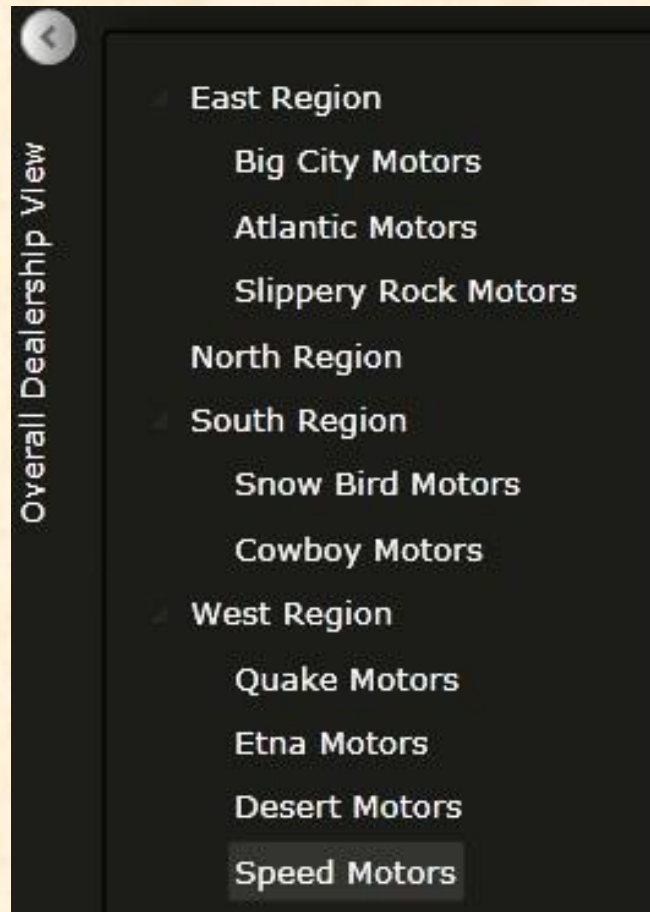 Overall Dealership View
East Region
Big City Motors
Atlantic Motors
Slippery Rock Motors
North Region
South Region
Snow Bird Motors
Cowboy Motors
West Region
Quake Motors
Etna Motors
Desert Motors
Speed Motors